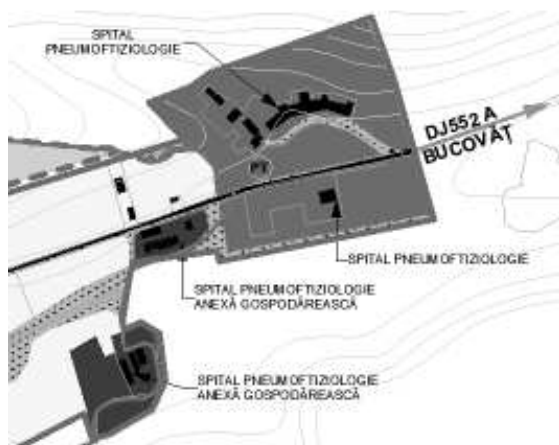 SPITAL
PNEUMOFTIZIOLOGIE
DJ552 A
BUCOVĂȚ
SPITAL PNEUMOFTIZIOLOGIE
SPITAL PNEUMOFTIZIOLOGIE
ANEXĂ GOSPODĂREASCĂ
SPITAL PNEUMOFTIZIOLOGIE
ANEXĂ GOSPODĂREASCĂ